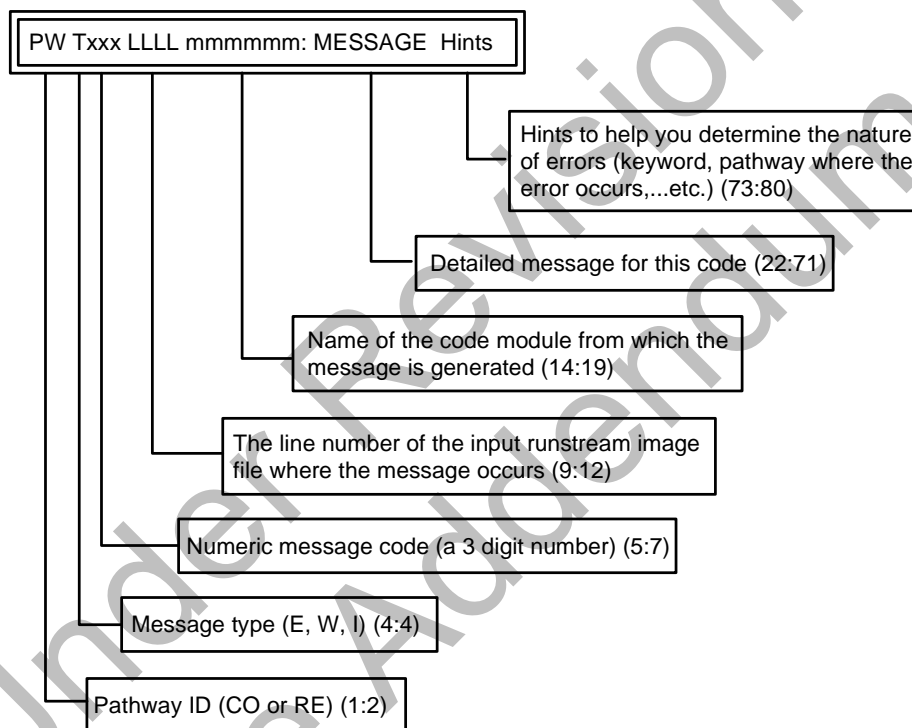 PW Txxx LLLL mmmmmm: MESSAGE Hints
Hints to help you determine the nature
of errors (keyword, pathway where the
error occurs,...etc.) (73:80)
Detailed message for this code (22:71)
Name of the code module from which the
message is generated (14:19)
The line number of the input runstream image
file where the message occurs (9:12)
Numeric message code (a 3 digit number) (5:7)
Message type (E, W, I) (4:4)
Pathway ID (CO or RE) (1:2)
Under Revision
Addendum